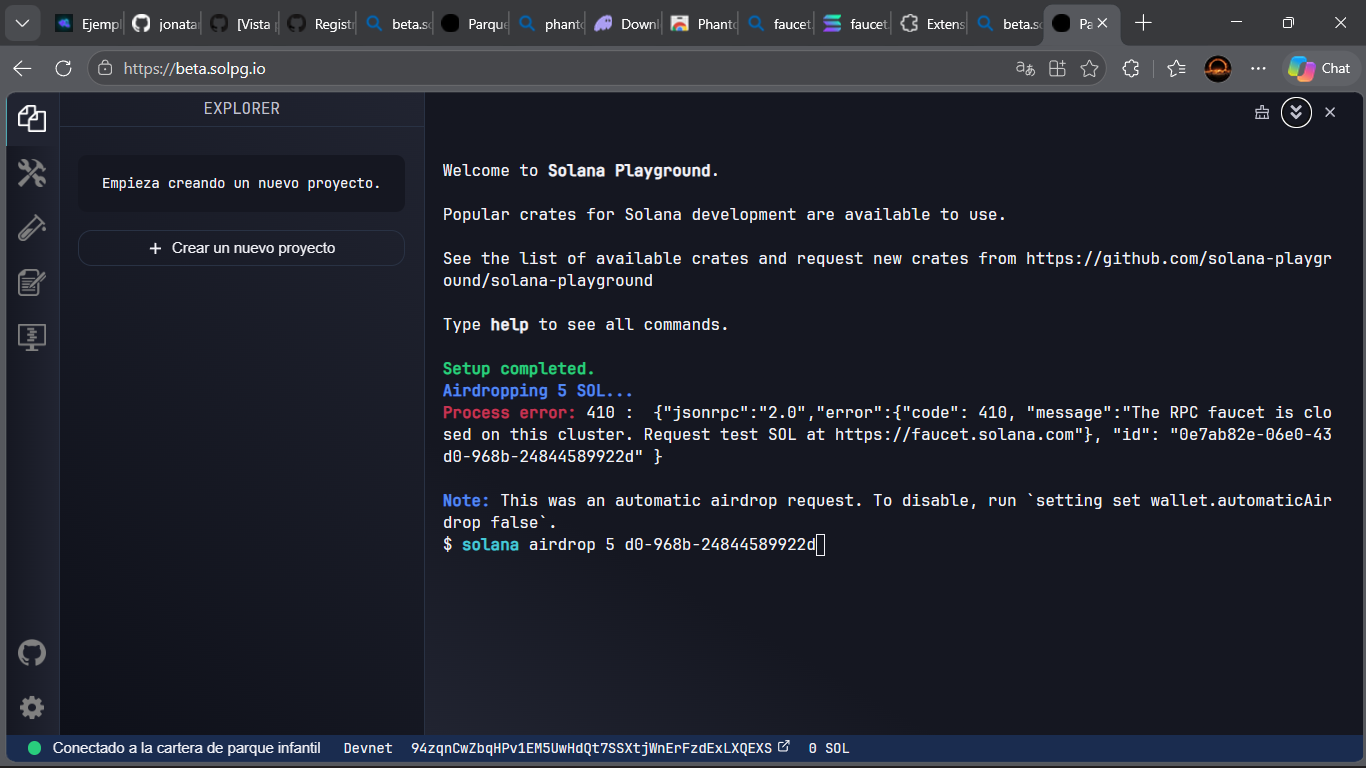 Ejempl
jonata
[Vista
Registr
beta.so
Parque
phanto
Downl
Phanto
faucet
faucet.
Extens
beta.so
Pa
https://beta.solpg.io
Chat
EXPLORER
Empieza creando un nuevo proyecto.
+ Crear un nuevo proyecto
Welcome to Solana Playground.
Popular crates for Solana development are available to use.
See the list of available crates and request new crates from https://github.com/solana-playgr
ound/solana-playground
Type help to see all commands.
Setup completed.
Airdropping 5 SOL...
Process error: 410 :  {"jsonrpc":"2.0","error":{"code": 410, "message":"The RPC faucet is clo
sed on this cluster. Request test SOL at https://faucet.solana.com"}, "id": "0e7ab82e-06e0-43
d0-968b-24844589922d" }
Note: This was an automatic airdrop request. To disable, run `setting set wallet.automaticAir
drop false`.
$ solana airdrop 5 d0-968b-24844589922d
Conectado a la cartera de parque infantil
Devnet
94zqnCwZbqHPv1EM5UwHdQt7SSXtjWnErFzdExLXQEXS
0 SOL